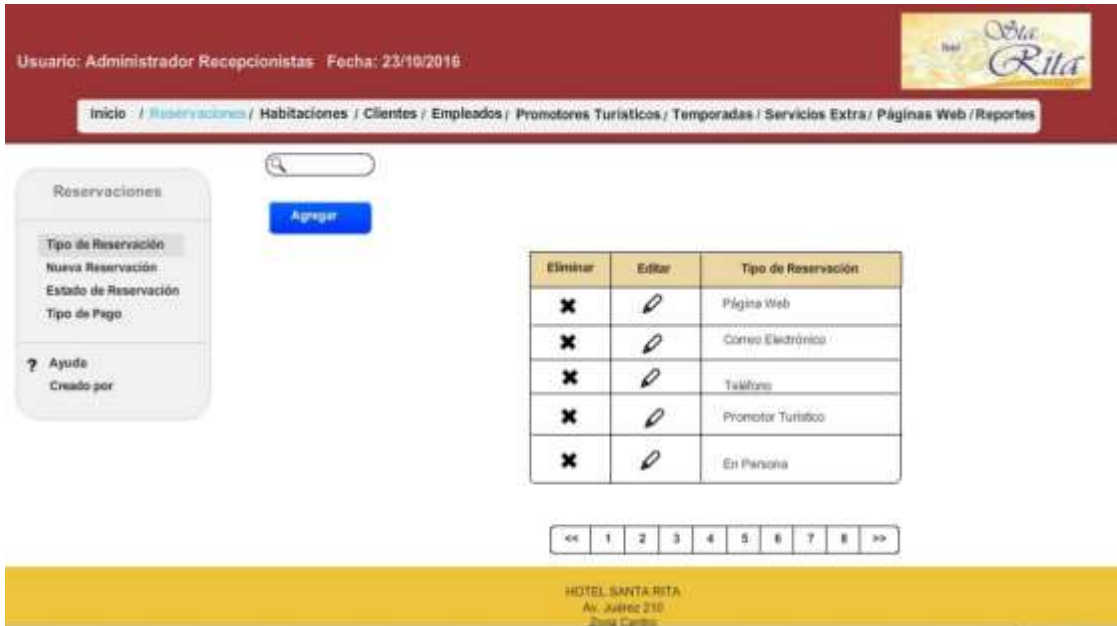 Usuario: Administrador Recepcionistas Fecha: 23/10/2016
Hotel
Sta
Rita
Inicio / Reservaciones / Habitaciones / Clientes / Empleados / Promotores Turísticos / Temporadas / Servicios Extra / Páginas Web / Reportes
Reservaciones
Tipo de Reservación
Nueva Reservación
Estado de Reservación
Tipo de Pago
? Ayuda
Creado por
Agregar
Eliminar Editar Tipo de Reservación
Página Web
Correo Electrónico
Teléfono
Promotor Turístico
En Persona
<< 1 2 3 4 5 6 7 8 >>
HOTEL SANTA RITA
Av. Juárez 210
Zona Centro